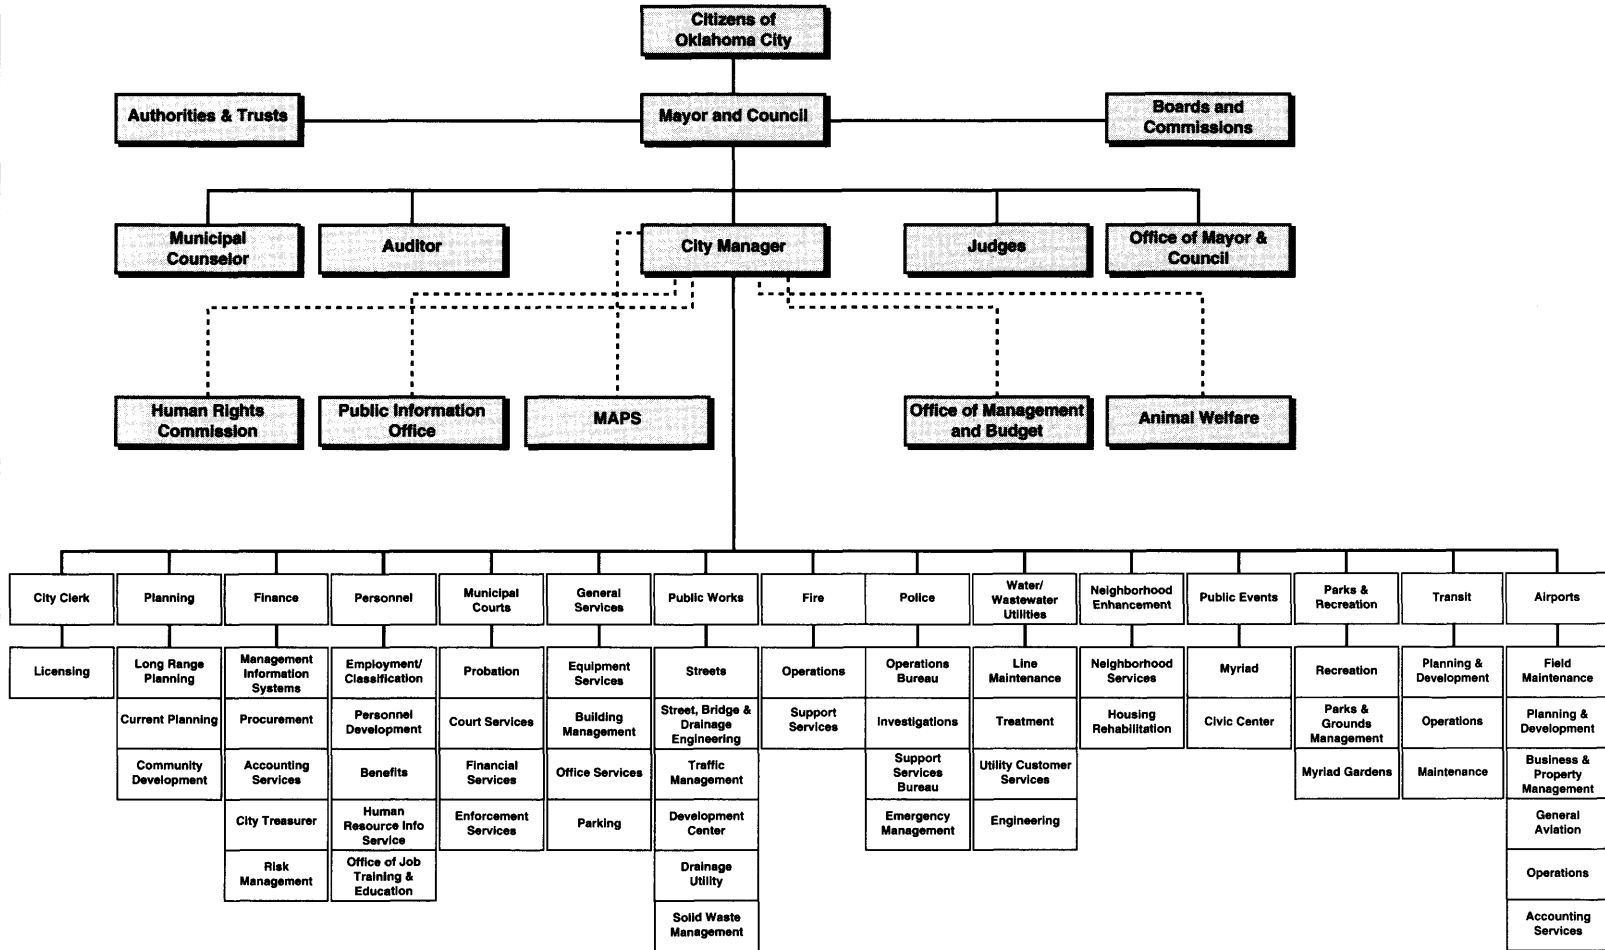 Citizens of
Oklahoma City
Authorities & Trusts
Mayor and Council
Boards and
Commissions
Municipal
Counselor
Auditor
City Manager
Judges
Office of Mayor &
Council
Human Rights
Commission
Public Information
Office
MAPS
Office of Management
and Budget
Animal Welfare
City Clerk
Planning
Finance
Personnel
Municipal
Courts
General
Services
Public Works
Fire
Police
Water/
Wastewater
Utilities
Neighborhood
Enhancement
Public Events
Parks &
Recreation
Transit
Airports
Licensing
Long Range
Planning
Current Planning
Community
Development
Management
Information
Systems
Procurement
Accounting
Services
City Treasurer
Risk
Management
Employment/
Classification
Personnel
Development
Benefits
Human
Resource Info
Service
Office of Job
Training &
Education
Probation
Court Services
Financial
Services
Enforcement
Services
Equipment
Services
Building
Management
Office Services
Parking
Streets
Street, Bridge &
Drainage
Engineering
Traffic
Management
Development
Center
Drainage
Utility
Solid Waste
Management
Operations
Support
Services
Operations
Bureau
Investigations
Support
Services
Bureau
Emergency
Management
Line
Maintenance
Treatment
Utility Customer
Services
Engineering
Neighborhood
Services
Housing
Rehabilitation
Myriad
Civic Center
Recreation
Parks &
Grounds
Management
Myriad Gardens
Planning &
Development
Operations
Maintenance
Field
Maintenance
Planning &
Development
Business &
Property
Management
General
Aviation
Operations
Accounting
Services